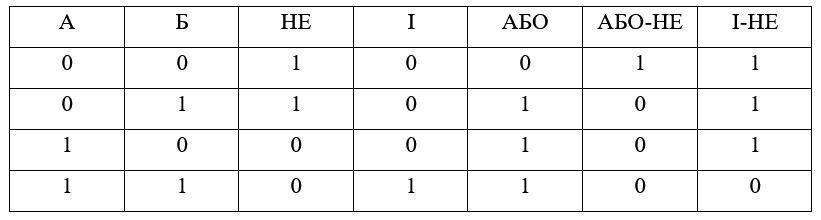 А Б НЕ І АБО АБО-НЕ І-НЕ
0 0 1 0 0 1 1
0 1 1 0 1 0 1
1 0 0 0 1 0 1
1 1 0 1 1 0 0